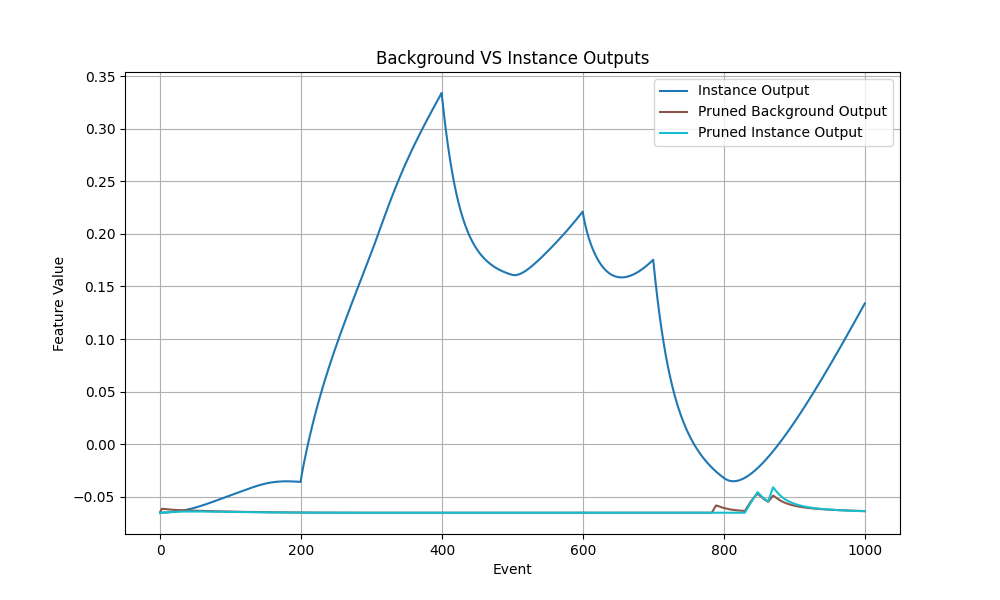 Background VS Instance Outputs
Instance Output
Pruned Background Output
Pruned Instance Output
Feature Value
0.35
0.30
0.25
0.20
0.15
0.10
0.05
0.00
−0.05
0 200 400 600 800 1000
Event